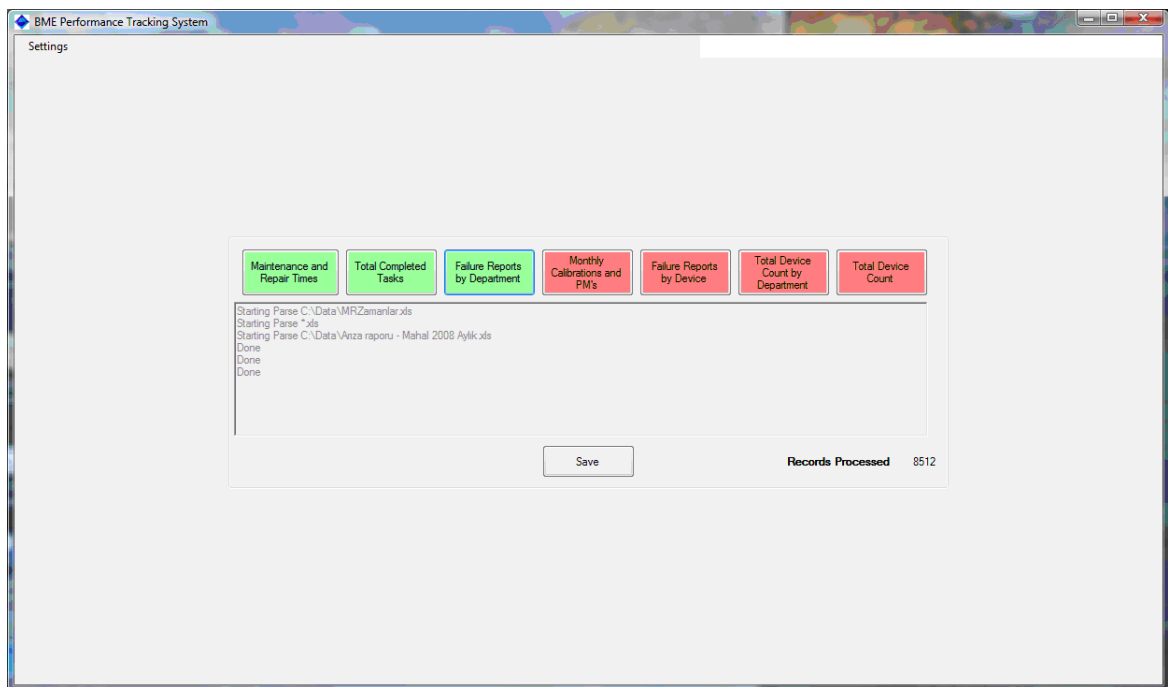 BME Performance Tracking System
Settings
Maintenance and
Repair Times
Total Completed
Tasks
Failure Reports
by Department
Monthly
Calibrations and
PM's
Failure Reports
by Device
Total Device
Count by
Department
Total Device
Count
Starting Parse C:\Data\MRZamanlar.xls
Starting Parse *.xls
Starting Parse C:\Data\Arıza raporu - Mahal 2008 Aylik.xls
Done
Done
Done
Save
Records Processed 8512